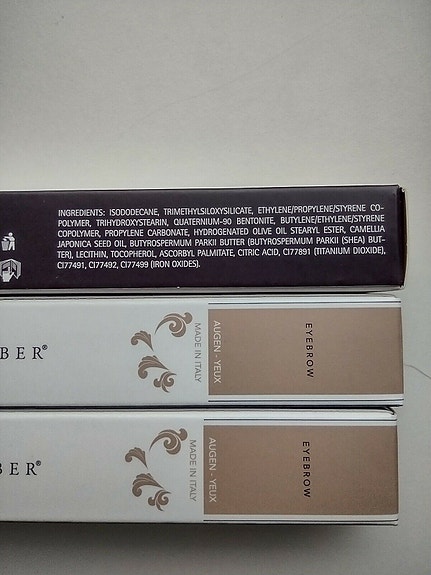 INGREDIENTS: ISODODECANE, TRIMETHYLSILOXYSILICATE, ETHYLENE/PROPYLENE/STYRENE CO-
POLYMER, TRIHYDROXYSTEARIN, QUATERNIUM-90 BENTONITE, BUTYLENE/ETHYLENE/STYRENE
COPOLYMER, PROPYLENE CARBONATE, HYDROGENATED OLIVE OIL STEARYL ESTER, CAMELLIA
JAPONICA SEED OIL, BUTYROSPERMUM PARKII BUTTER (BUTYROSPERMUM PARKII (SHEA) BUT-
TER), LECITHIN, TOCOPHEROL, ASCORBYL PALMITATE, CITRIC ACID, CI77891 (TITANIUM DIOXIDE),
CI77491, CI77492, CI77499 (IRON OXIDES).
BER®
MADE IN ITALY
AUGEN - YEUX
EYEBROW
BER®
MADE IN ITALY
AUGEN - YEUX
EYEBROW